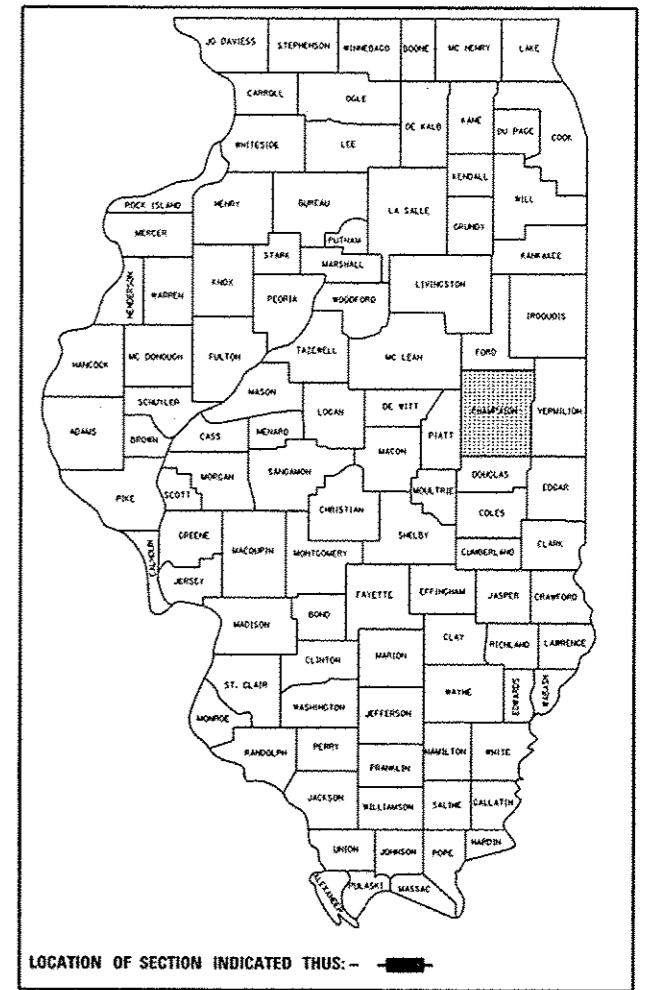 JO DAVIESS STEPHENSON WINNEBAGO BOONE MC HENRY LAKE
CARROLL OGLE DE KALB KANE DU PAGE COOK
WHITESIDE LEE KENDALL WILL
ROCK ISLAND HENRY BUREAU LA SALLE GRUNDY
MERCER STARK PUTNAM MARSHALL KANKAKEE
HENDERSON WARREN KNOX PEORIA WOODFORD LIVINGSTON IROQUOIS
HANCOCK MC DONOUGH FULTON TAZEWELL MC LEAN FORD
SCHUYLER MASON LOGAN DE WITT CHAMPAIGN VERMILION
ADAMS BROWN CASS MENARD MACON PIATT
PIKE SCOTT MORGAN SANGAMON CHRISTIAN MOULTRIE DOUGLAS EDGAR
COLES
CALHOUN GREENE MACOUPIN MONTGOMERY SHELBY CUMBERLAND CLARK
JERSEY FAYETTE EFFINGHAM JASPER CRAWFORD
MADISON BOND CLAY RICHLAND LAWRENCE
CLINTON MARION
ST. CLAIR WASHINGTON JEFFERSON WAYNE EDWARDS WABASH
MONROE
RANDOLPH PERRY HAMILTON WHITE
FRANKLIN
JACKSON WILLIAMSON SALINE GALLATIN
UNION JOHNSON POPE HARDIN
ALEXANDER PULASKI MASSAC
LOCATION OF SECTION INDICATED THUS: -